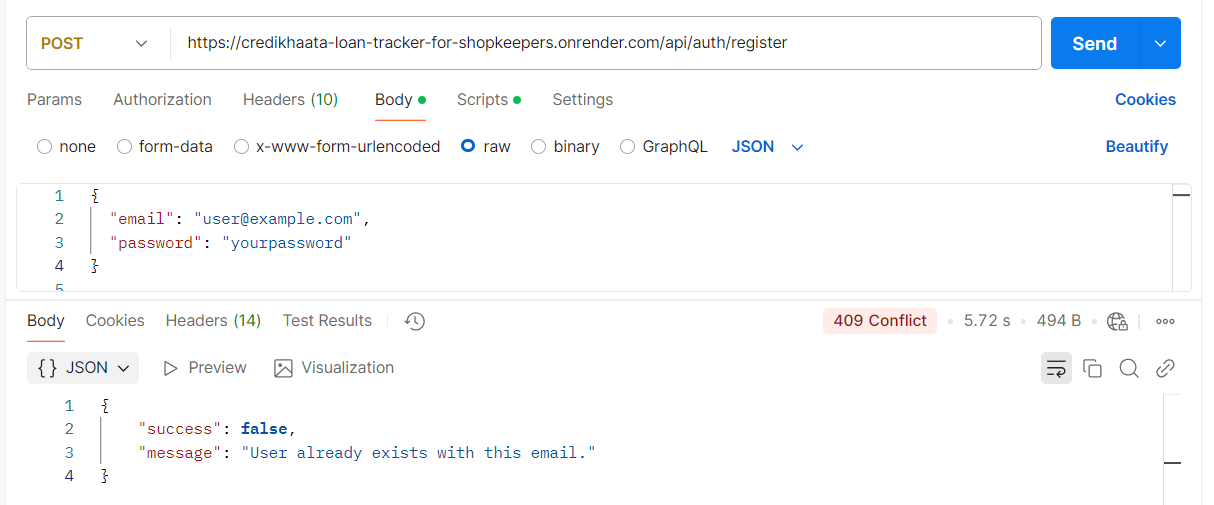 POST https://credikhaata-loan-tracker-for-shopkeepers.onrender.com/api/auth/register Send
Params Authorization Headers (10) Body Scripts Settings Cookies
none form-data x-www-form-urlencoded raw binary GraphQL JSON Beautify
1 {
2 "email": "user@example.com",
3 "password": "yourpassword"
4 }
5
Body Cookies Headers (14) Test Results 409 Conflict 5.72 s 494 B
{} JSON Preview Visualization
1 {
2 "success": false,
3 "message": "User already exists with this email."
4 }